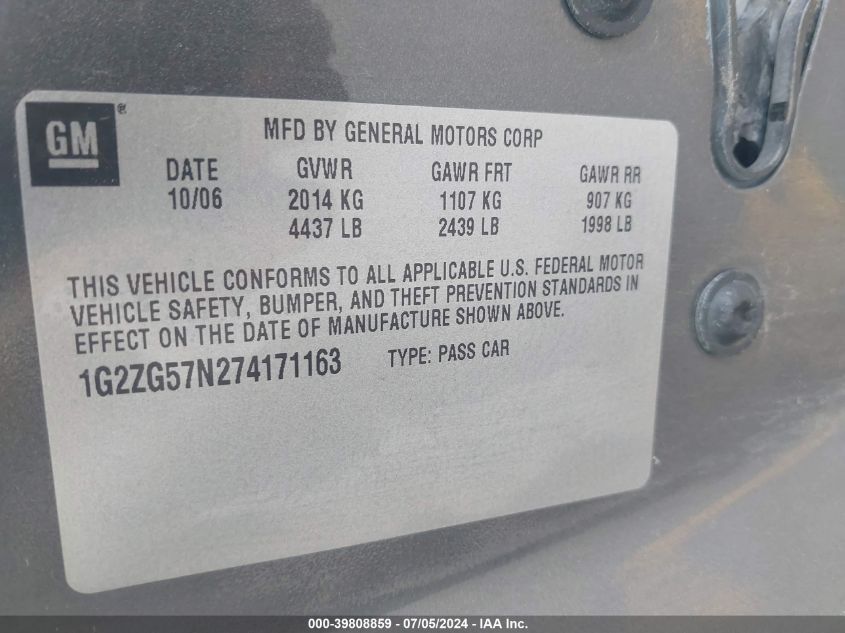 GM®
MFD BY GENERAL MOTORS CORP
DATE GVWR GAWR FRT GAWR RR
10/06 2014 KG 1107 KG 907 KG
4437 LB 2439 LB 1998 LB
THIS VEHICLE CONFORMS TO ALL APPLICABLE U.S. FEDERAL MOTOR
VEHICLE SAFETY, BUMPER, AND THEFT PREVENTION STANDARDS IN
EFFECT ON THE DATE OF MANUFACTURE SHOWN ABOVE.
1G2ZG57N274171163 TYPE: PASS CAR
000-39808859 - 07/05/2024 - IAA Inc.